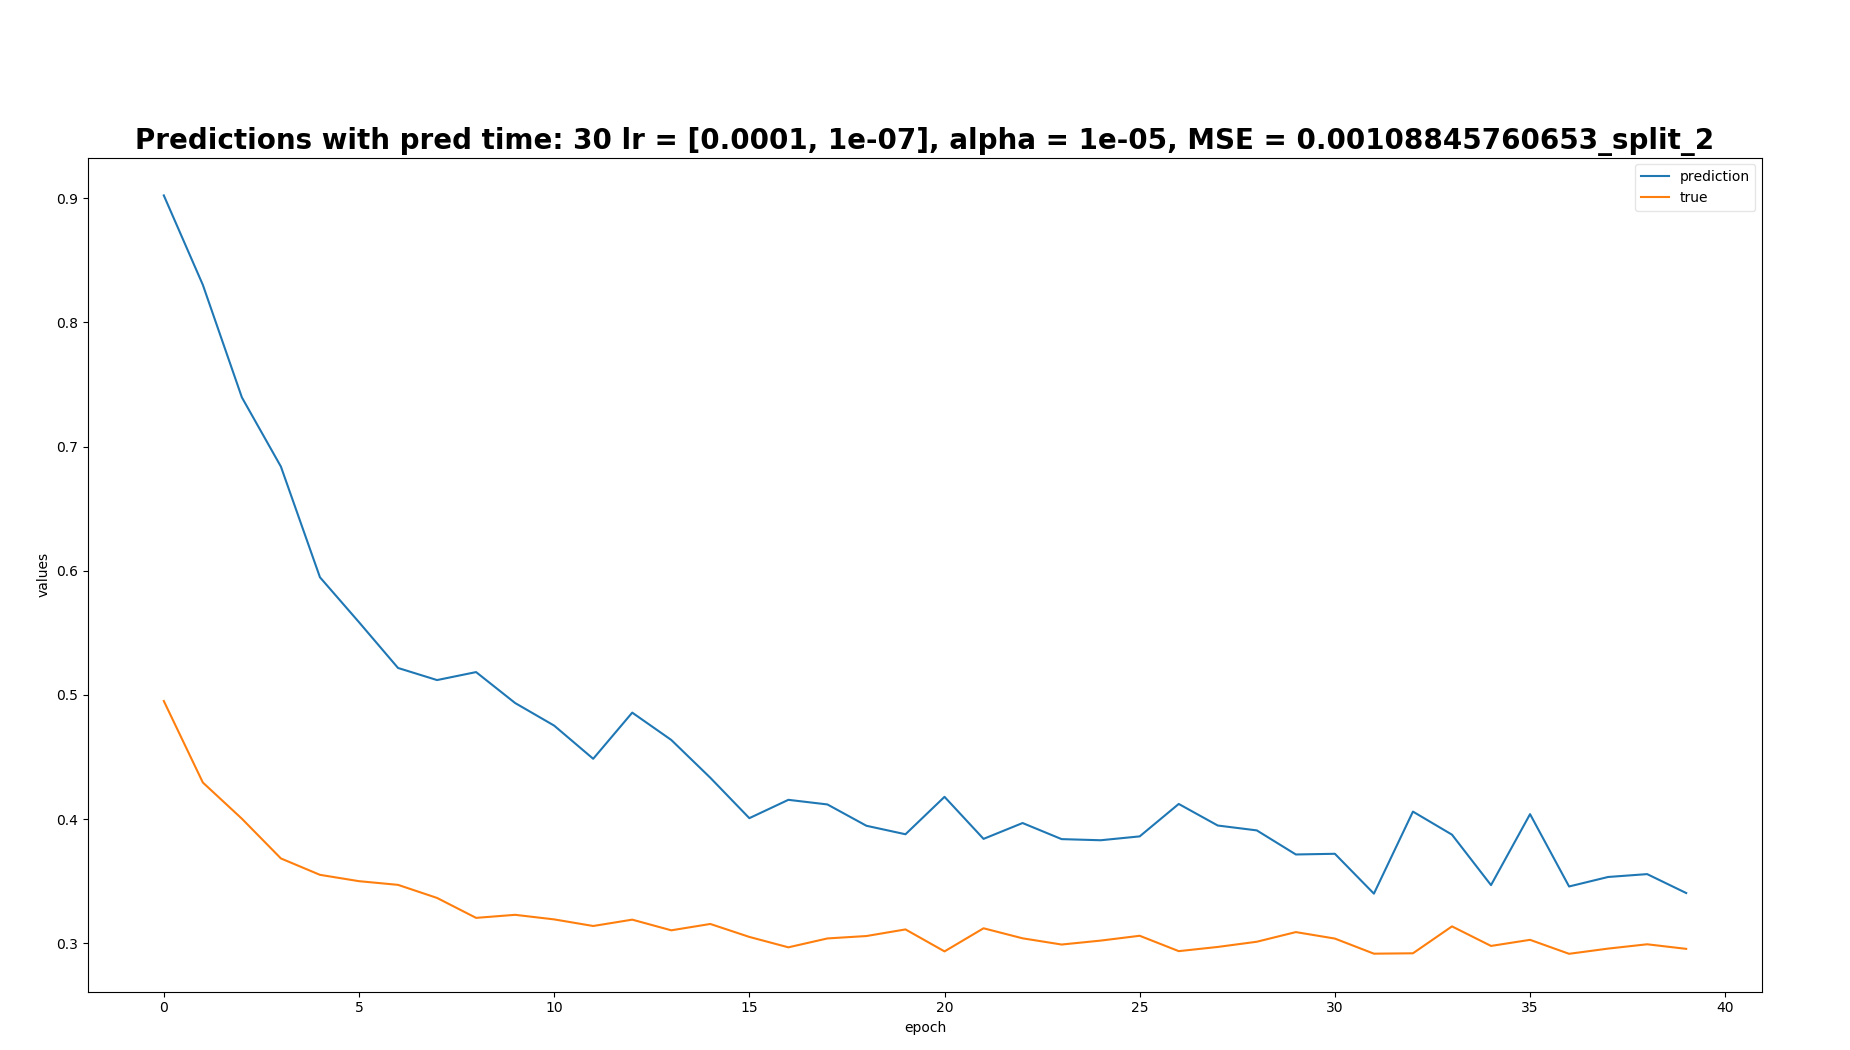 Predictions with pred time: 30 lr = [0.0001, 1e-07], alpha = 1e-05, MSE = 0.00108845760653_split_2
prediction
true
0.9
0.8
0.7
0.6
0.5
0.4
0.3
values
0 5 10 15 20 25 30 35 40
epoch